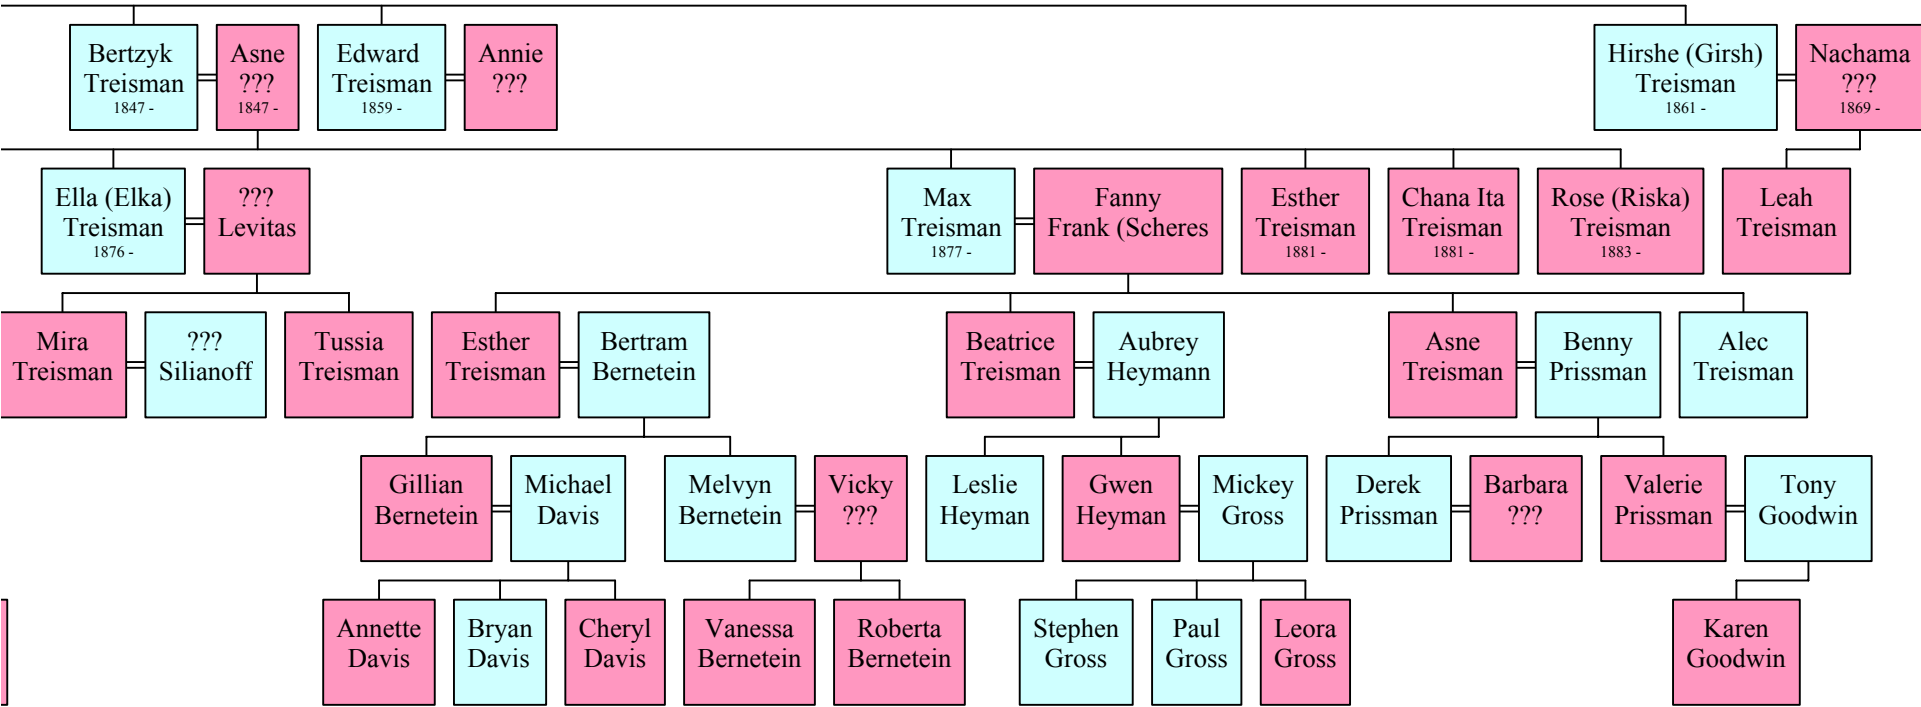 Bertzyk
Treisman
1847 -
Asne
???
1847 -
Edward
Treisman
1859 -
Annie
???
Hirshe (Girsh)
Treisman
1861 -
Nachama
???
1869 -
Ella (Elka)
Treisman
1876 -
???
Levitas
Max
Treisman
1877 -
Fanny
Frank (Scheres
Esther
Treisman
1881 -
Chana Ita
Treisman
1881 -
Rose (Riska)
Treisman
1883 -
Leah
Treisman
Mira
Treisman
???
Silianoff
Tussia
Treisman
Esther
Treisman
Bertram
Bernetein
Beatrice
Treisman
Aubrey
Heymann
Asne
Treisman
Benny
Prissman
Alec
Treisman
Gillian
Bernetein
Michael
Davis
Melvyn
Bernetein
Vicky
???
Leslie
Heyman
Gwen
Heyman
Mickey
Gross
Derek
Prissman
Barbara
???
Valerie
Prissman
Tony
Goodwin
Annette
Davis
Bryan
Davis
Cheryl
Davis
Vanessa
Bernetein
Roberta
Bernetein
Stephen
Gross
Paul
Gross
Leora
Gross
Karen
Goodwin